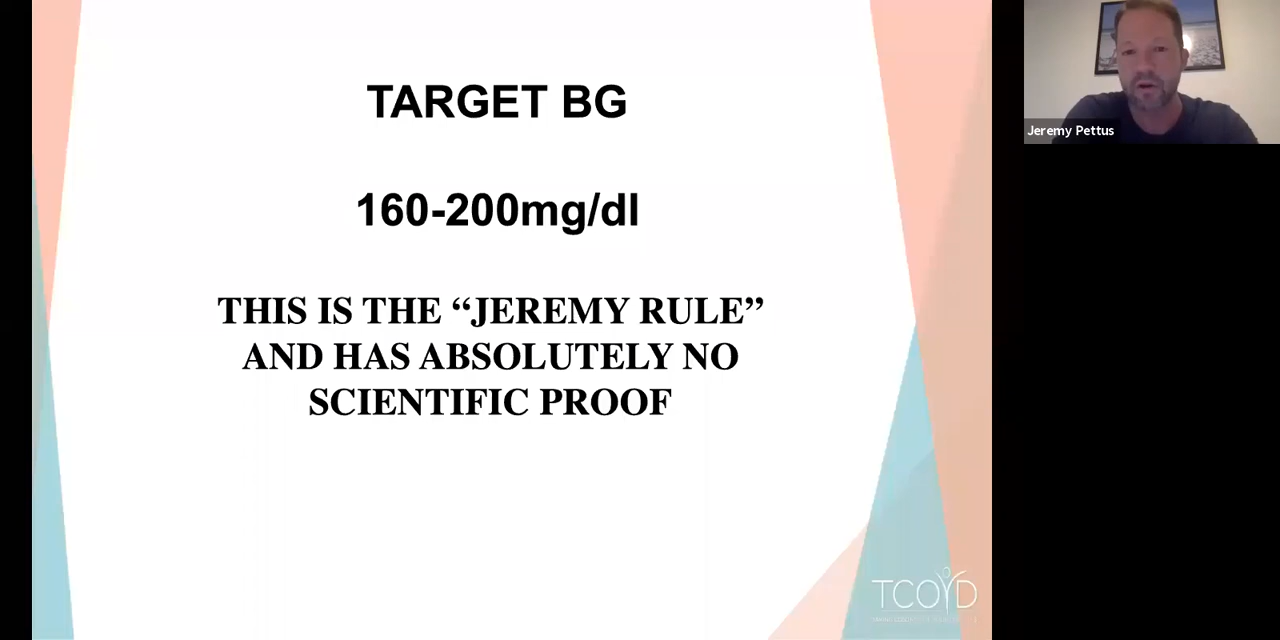 TARGET BG
160-200mg/dl
THIS IS THE “JEREMY RULE”
AND HAS ABSOLUTELY NO
SCIENTIFIC PROOF
Jeremy Pettus
TCOYD